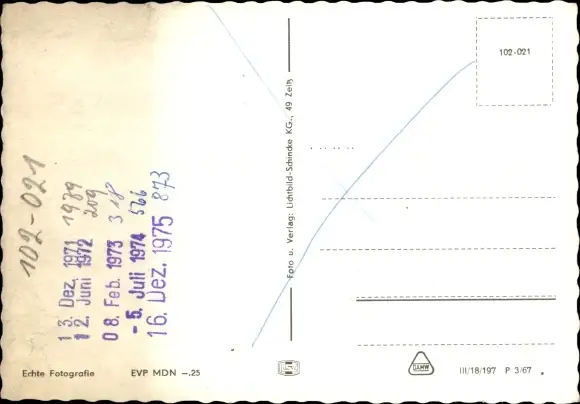 102-021
13. Dez. 1971 1989
12. Juni 1972 209
08. Feb. 1973 318
-5. Juli 1974 566
16. Dez. 1975 873
Echte Fotografie
EVP MDN -.25
Foto u. Verlag: Lichtbild-Schincke KG., 49 Zeitz
102-021
III/18/197 P 3/67